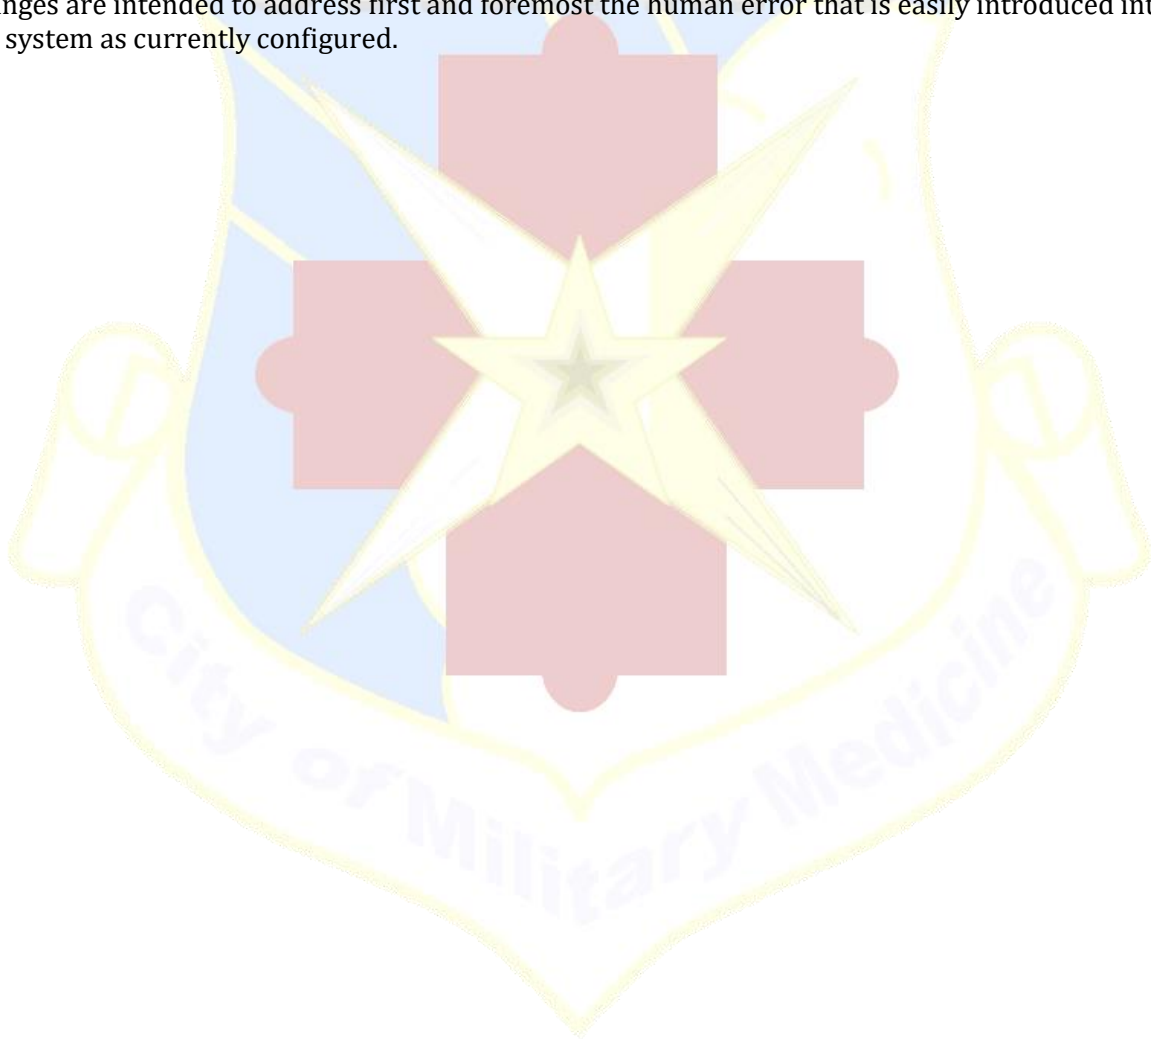 nges are intended to address first and foremost the human error that is easily introduced int
system as currently configured.
City of Military Medicine